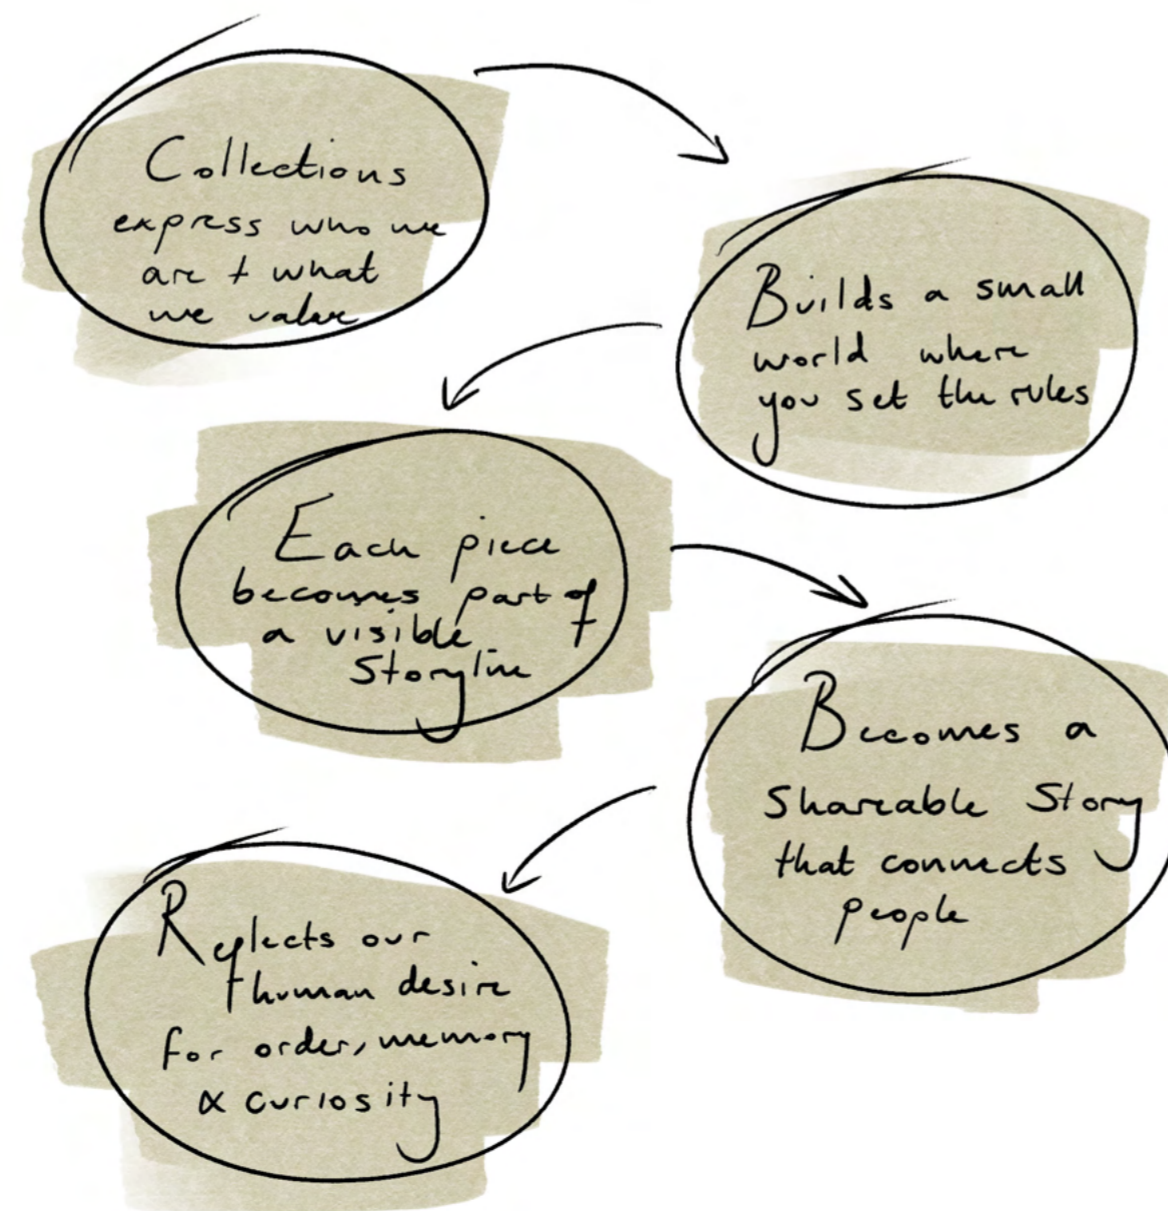 Collections
express who we
are + what
we value
Builds a small
world where
you set the rules
Each piece
becomes part of
a visible
Storyline
Becomes a
Shareable Story
that connects
people
Reflects our
human desire
for order, memory
& curiosity